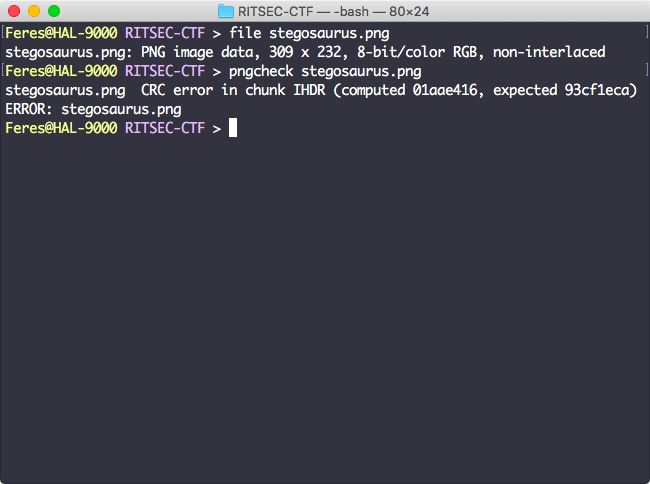 RITSEC-CTF — -bash — 80×24
Feres@HAL-9000 RITSEC-CTF > file stegosaurus.png
stegosaurus.png: PNG image data, 309 x 232, 8-bit/color RGB, non-interlaced
Feres@HAL-9000 RITSEC-CTF > pngcheck stegosaurus.png
stegosaurus.png  CRC error in chunk IHDR (computed 01aae416, expected 93cf1eca)
ERROR: stegosaurus.png
Feres@HAL-9000 RITSEC-CTF >